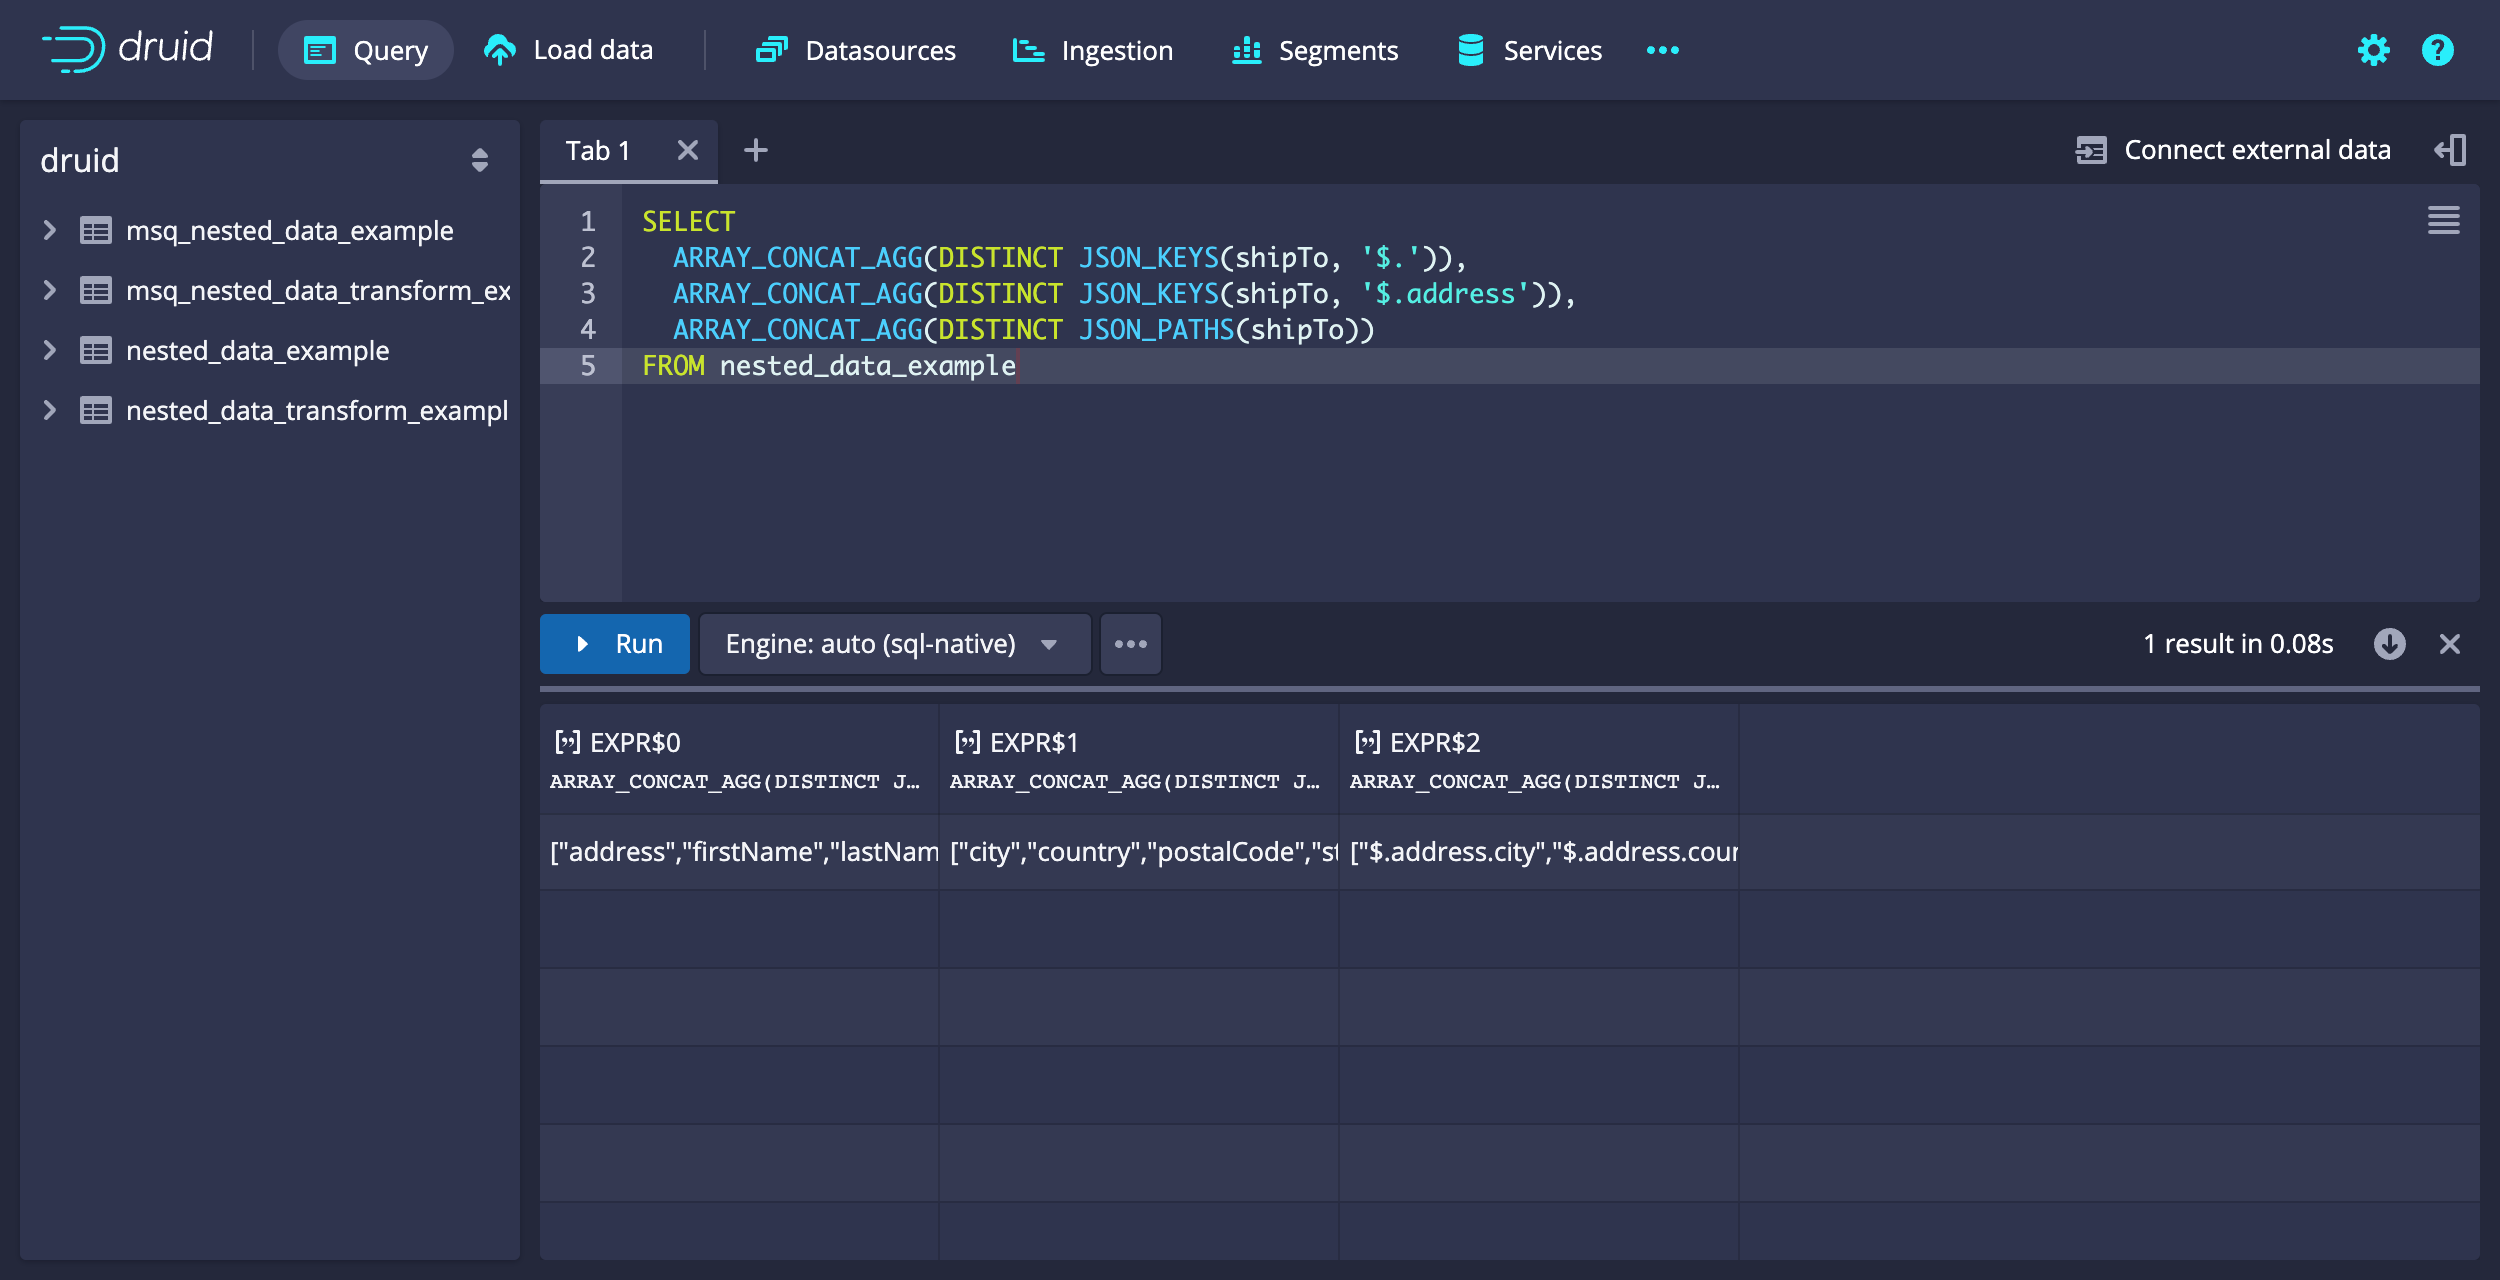 druid Query Load data Datasources Ingestion Segments Services
druid
msq_nested_data_example
msq_nested_data_transform_ex
nested_data_example
nested_data_transform_exampl
Tab 1
Connect external data
1 SELECT
2 ARRAY_CONCAT_AGG(DISTINCT JSON_KEYS(shipTo, '$.')),
3 ARRAY_CONCAT_AGG(DISTINCT JSON_KEYS(shipTo, '$.address')),
4 ARRAY_CONCAT_AGG(DISTINCT JSON_PATHS(shipTo))
5 FROM nested_data_example
Run Engine: auto (sql-native) ••• 1 result in 0.08s
EXPR$0 EXPR$1 EXPR$2
ARRAY_CONCAT_AGG(DISTINCT J… ARRAY_CONCAT_AGG(DISTINCT J… ARRAY_CONCAT_AGG(DISTINCT J…
["address","firstName","lastNam ["city","country","postalCode","st ["$.address.city","$.address.cour